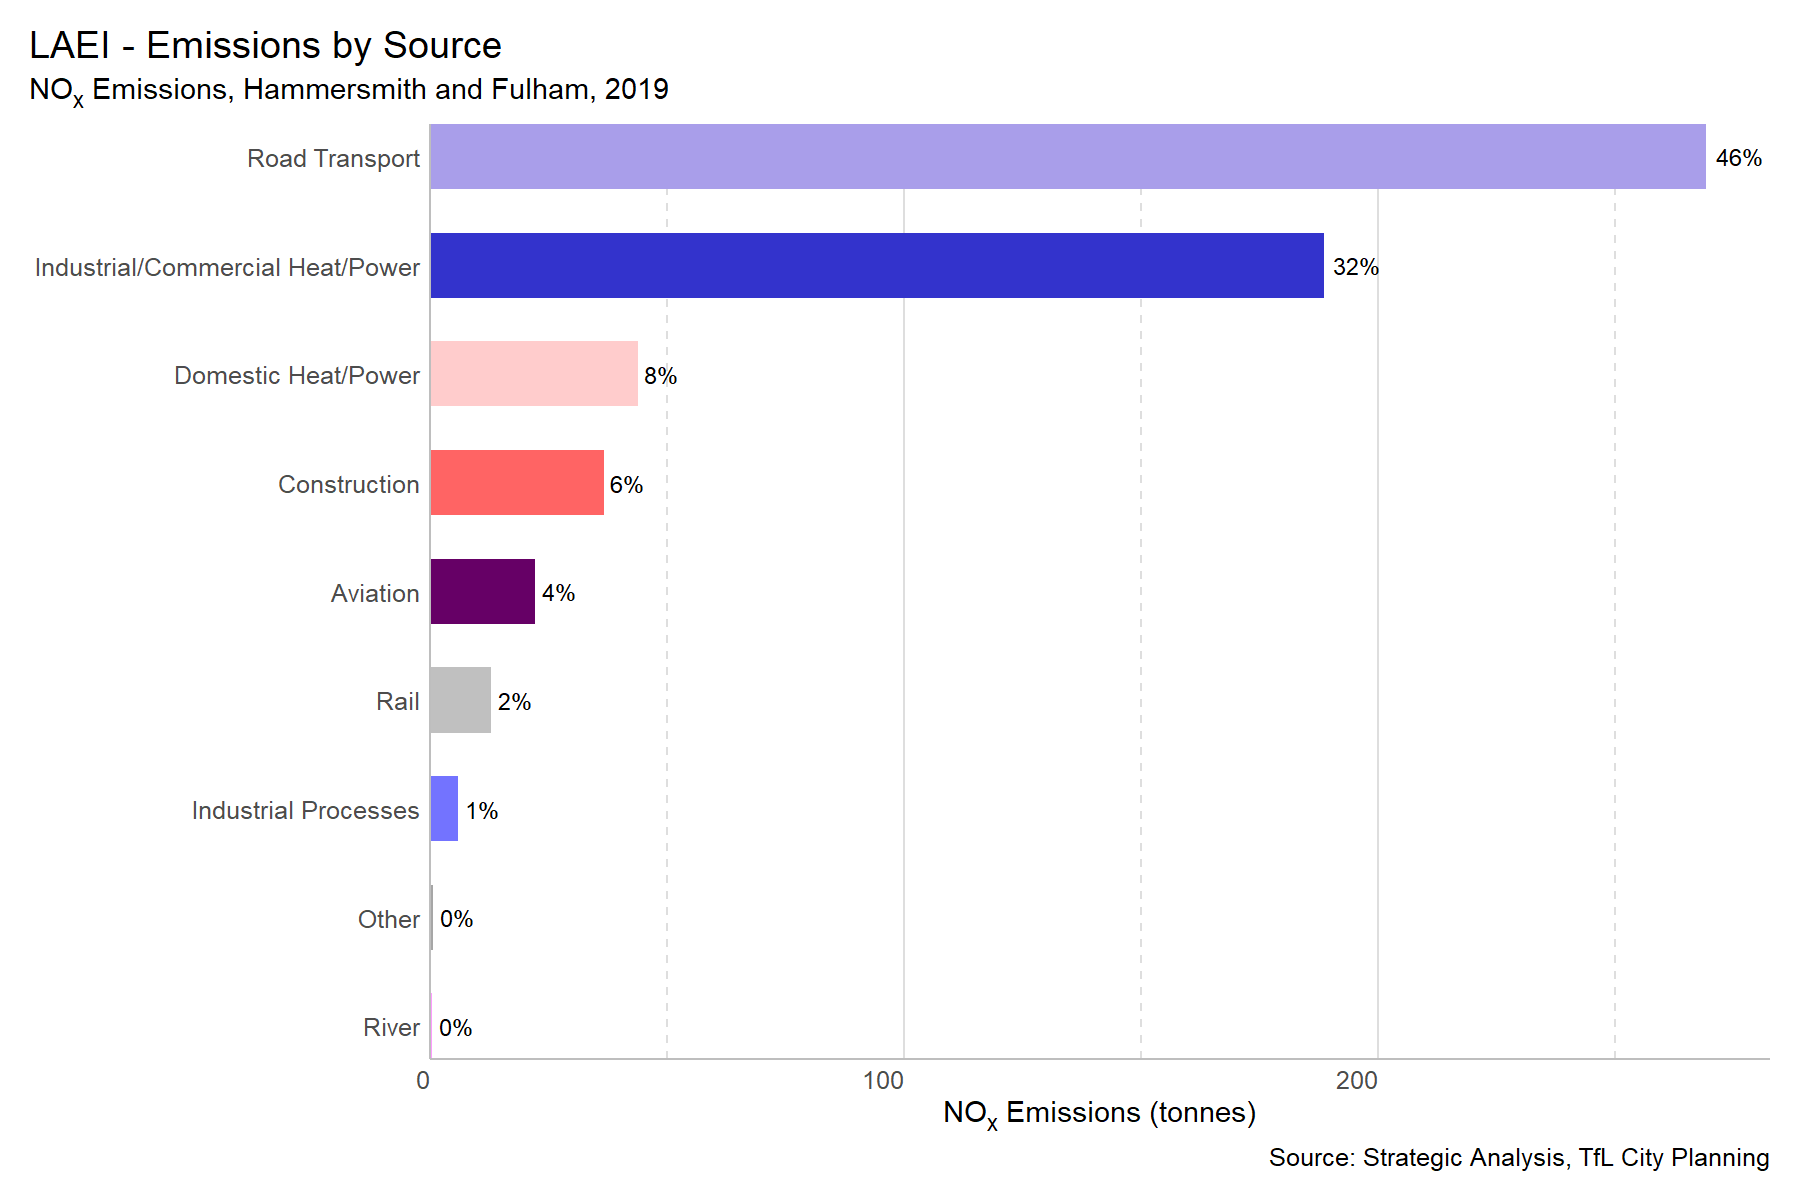 LAEI - Emissions by Source
NOx Emissions, Hammersmith and Fulham, 2019
Road Transport 46%
Industrial/Commercial Heat/Power 32%
Domestic Heat/Power 8%
Construction 6%
Aviation 4%
Rail 2%
Industrial Processes 1%
Other 0%
River 0%
0 100 200
NOx Emissions (tonnes)
Source: Strategic Analysis, TfL City Planning